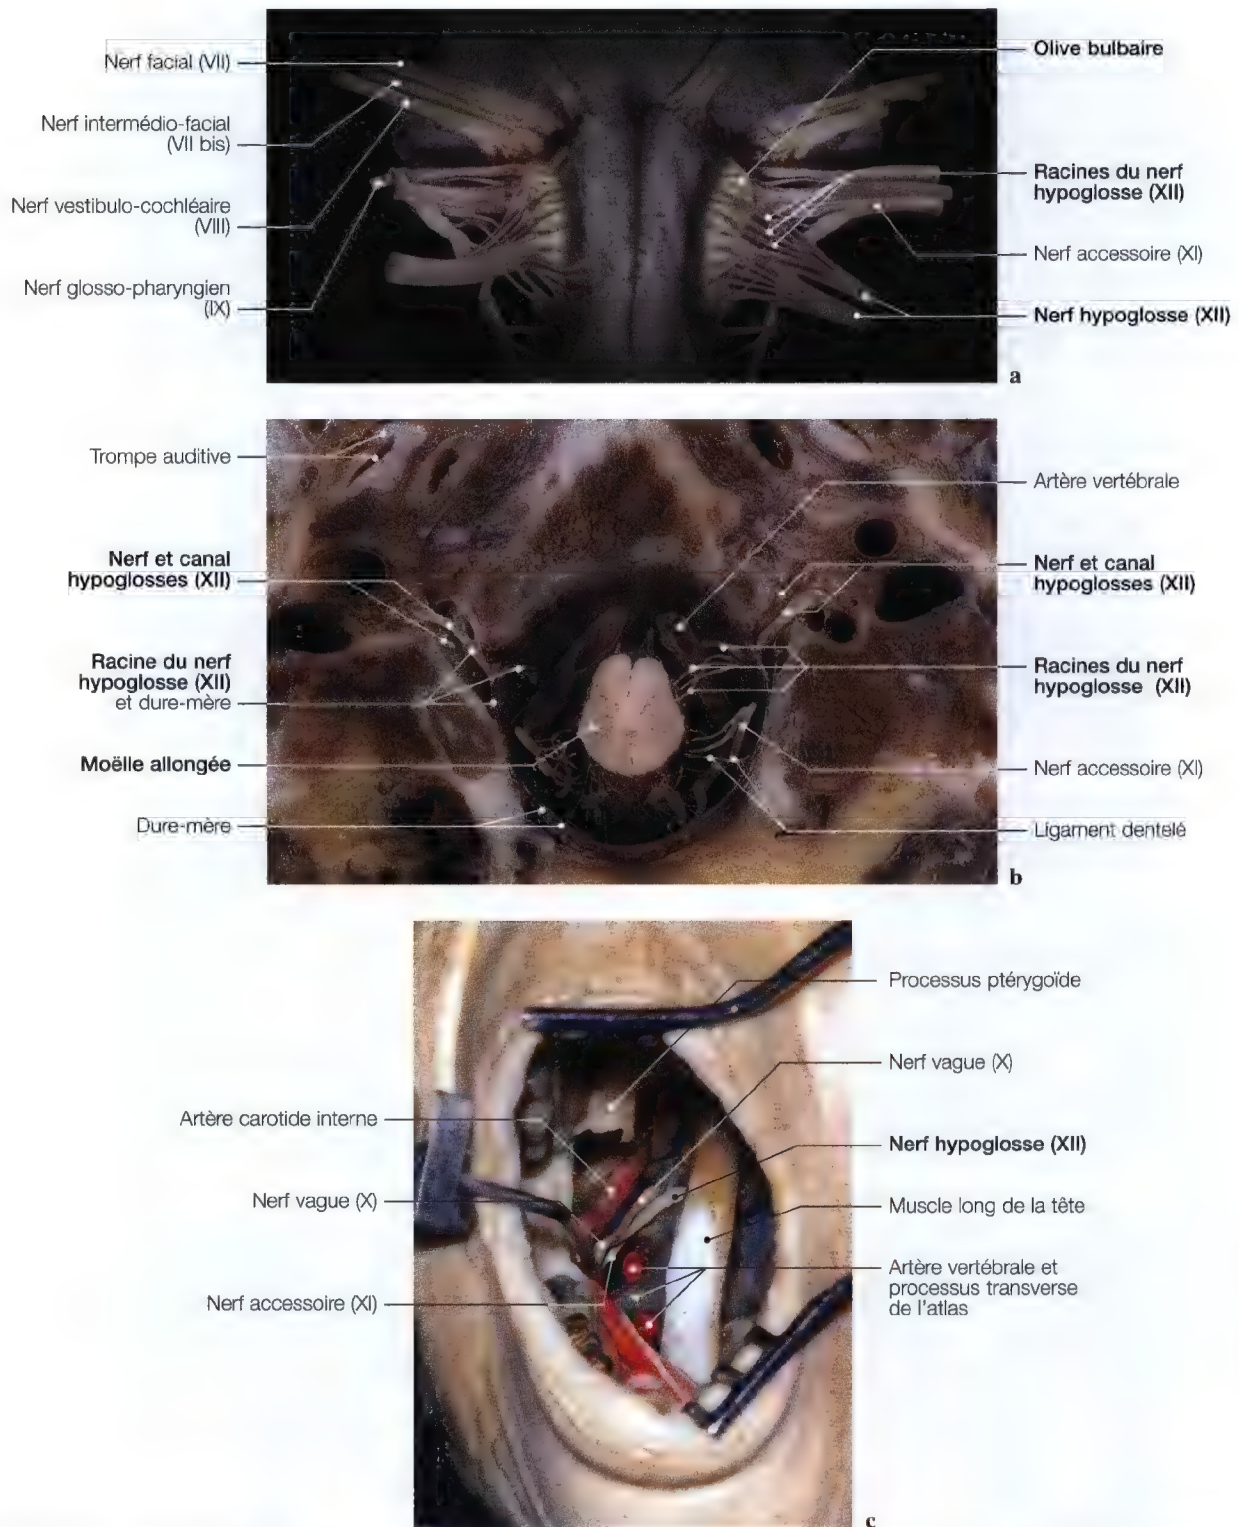 Nerf facial (VII)
Nerf intermédio-facial
(VII bis)
Nerf vestibulo-cochléaire
(VIII)
Nerf glosso-pharyngien
(IX)
Olive bulbaire
Racines du nerf
hypoglosse (XII)
Nerf accessoire (XI)
Nerf hypoglosse (XII)
a
Trompe auditive
Nerf et canal
hypoglosses (XII)
Racine du nerf
hypoglosse (XII)
et dure-mère
Moëlle allongée
Dure-mère
Artère vertébrale
Nerf et canal
hypoglosses (XII)
Racines du nerf
hypoglosse (XII)
Nerf accessoire (XI)
Ligament dentelé
b
Artère carotide interne
Nerf vague (X)
Nerf accessoire (XI)
Processus ptérygoïde
Nerf vague (X)
Nerf hypoglosse (XII)
Muscle long de la tête
Artère vertébrale et
processus transverse
de l'atlas
c